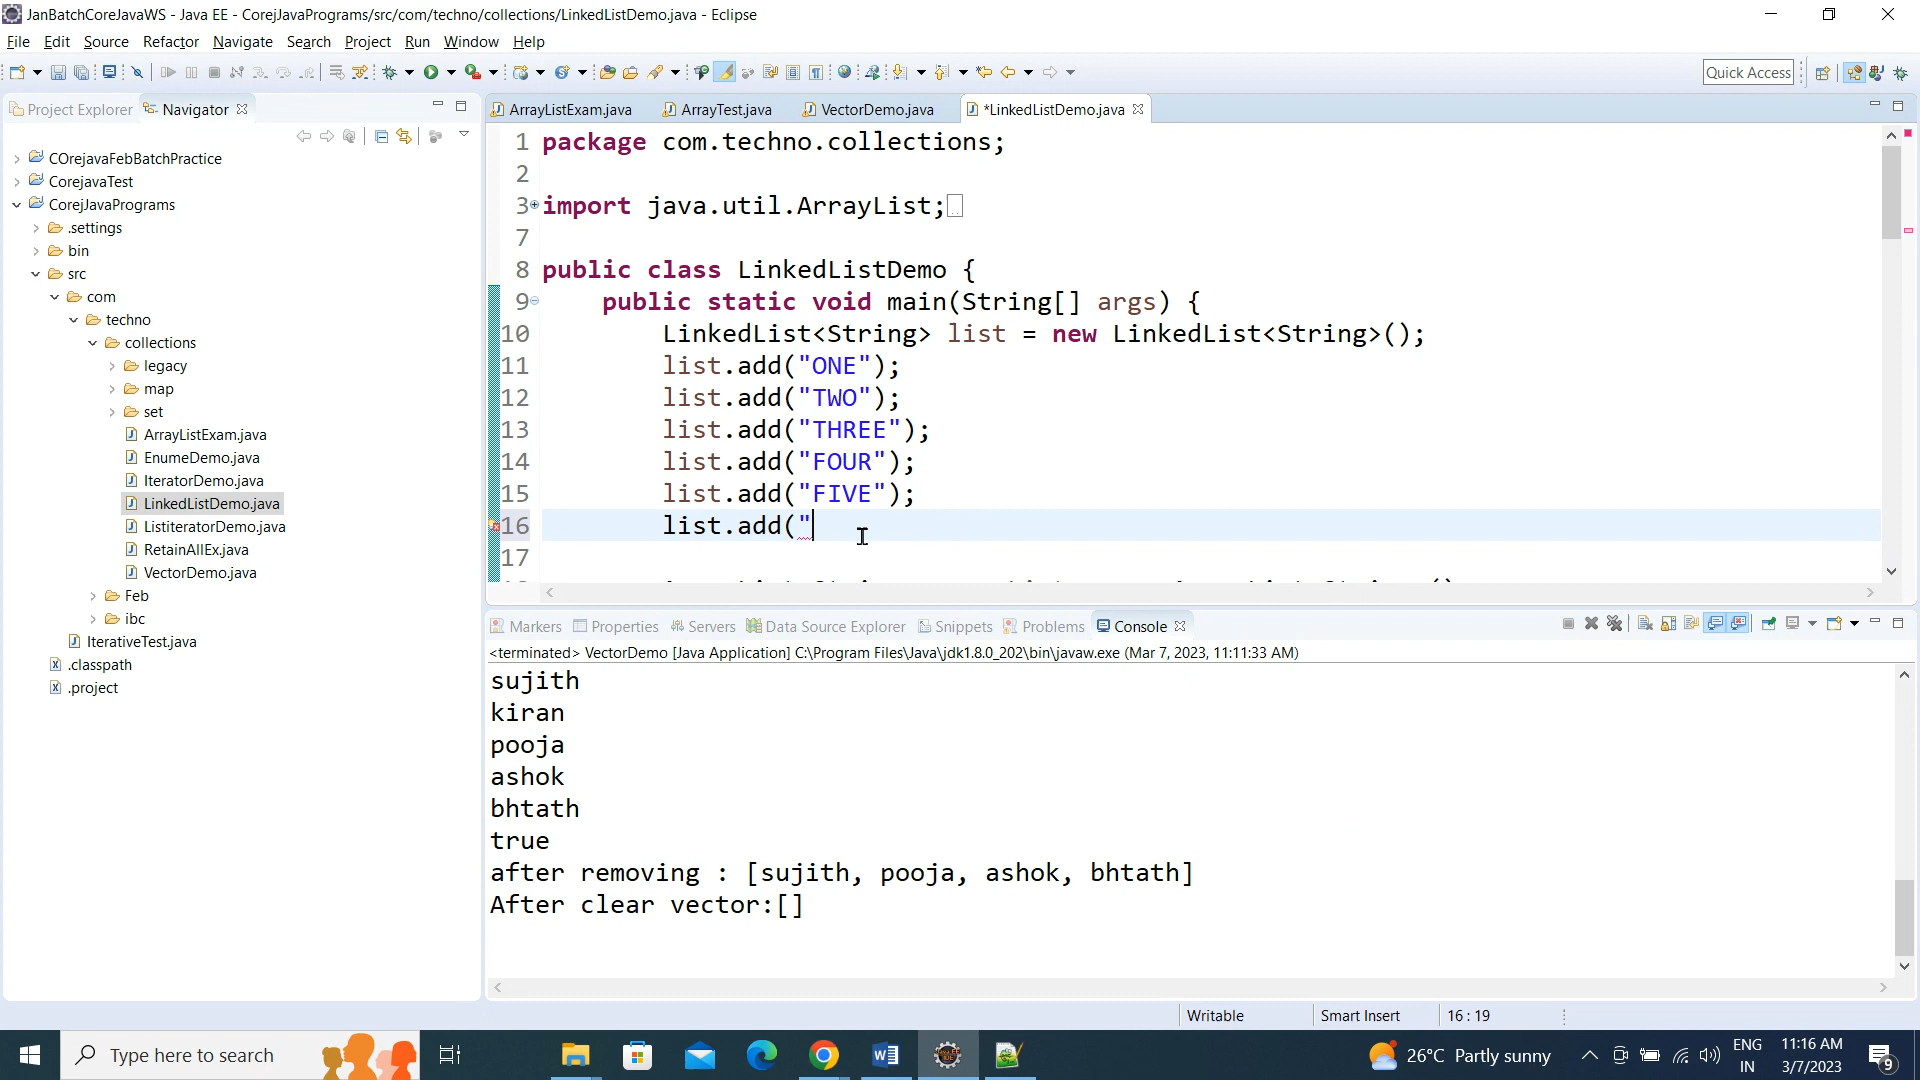 JanBatchCoreJavaWS - Java EE - CorejJavaPrograms/src/com/techno/collections/LinkedListDemo.java - Eclipse
File Edit Source Refactor Navigate Search Project Run Window Help
Quick Access
Project Explorer Navigator
ArrayListExam.java ArrayTest.java VectorDemo.java *LinkedListDemo.java
COrejavaFebBatchPractice
CorejavaTest
CorejJavaPrograms
.settings
bin
src
com
techno
collections
legacy
map
set
ArrayListExam.java
EnumeDemo.java
IteratorDemo.java
LinkedListDemo.java
ListiteratorDemo.java
RetainAllEx.java
VectorDemo.java
Feb
ibc
IterativeTest.java
.classpath
.project
1 package com.techno.collections;
2
3 import java.util.ArrayList;
7
8 public class LinkedListDemo {
9 public static void main(String[] args) {
10 LinkedList<String> list = new LinkedList<String>();
11 list.add("ONE");
12 list.add("TWO");
13 list.add("THREE");
14 list.add("FOUR");
15 list.add("FIVE");
16 list.add("
17
Markers Properties Servers Data Source Explorer Snippets Problems Console
<terminated> VectorDemo [Java Application] C:\Program Files\Java\jdk1.8.0_202\bin\javaw.exe (Mar 7, 2023, 11:11:33 AM)
sujith
kiran
pooja
ashok
bhtath
true
after removing : [sujith, pooja, ashok, bhtath]
After clear vector:[]
Writable Smart Insert 16 : 19
Type here to search
26°C Partly sunny
ENG
IN
11:16 AM
3/7/2023
9